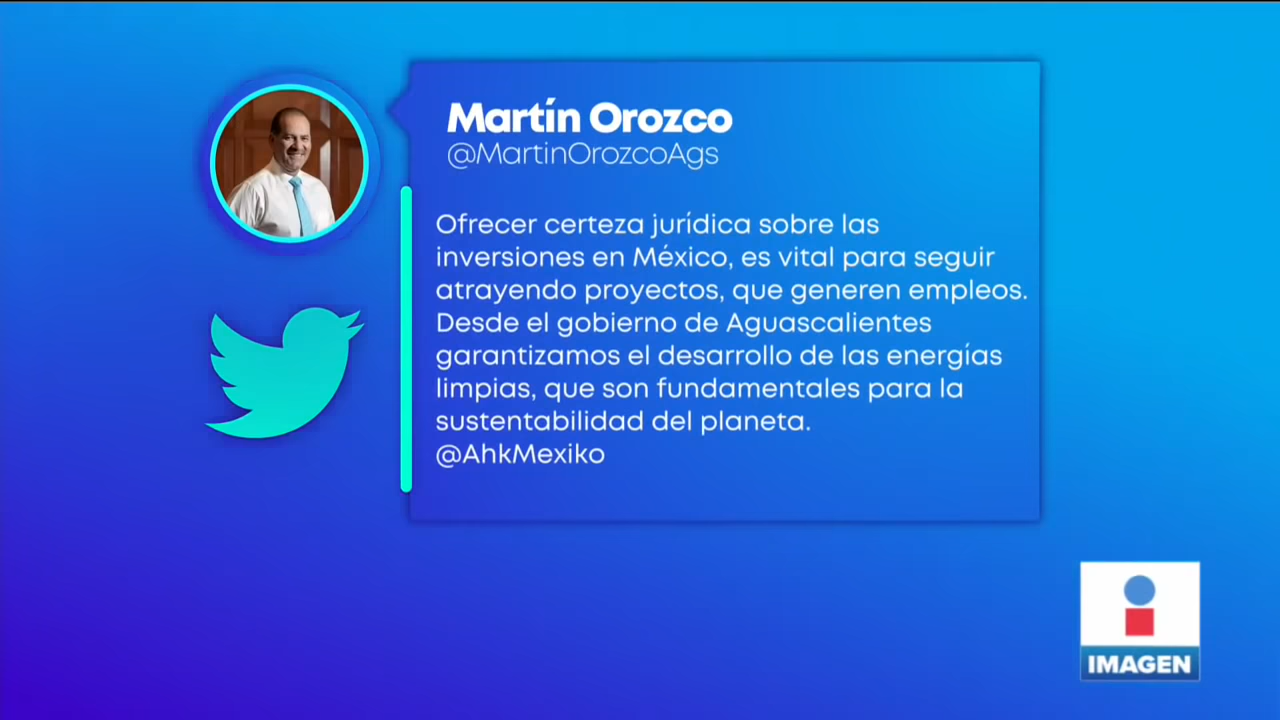 Martín Orozco
@MartinOrozcoAgs
Ofrecer certeza jurídica sobre las
inversiones en México, es vital para seguir
atrayendo proyectos, que generen empleos.
Desde el gobierno de Aguascalientes
garantizamos el desarrollo de las energías
limpias, que son fundamentales para la
sustentabilidad del planeta.
@AhkMexiko
IMAGEN